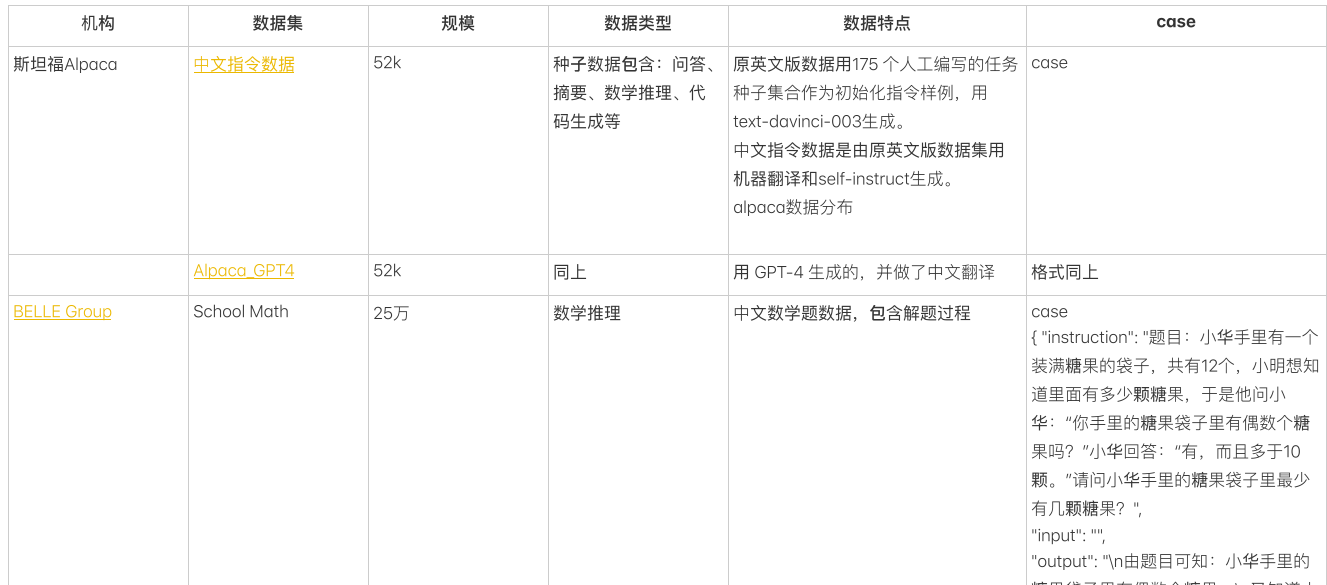 机构
数据集
规模
数据类型
数据特点
case
斯坦福Alpaca
中文指令数据
52k
种子数据包含：问答、
摘要、数学推理、代
码生成等
原英文版数据用175 个人工编写的任务
种子集合作为初始化指令样例，用
text-davinci-003生成。
中文指令数据是由原英文版数据集用
机器翻译和self-instruct生成。
alpaca数据分布
case
Alpaca_GPT4
52k
同上
用 GPT-4 生成的，并做了中文翻译
格式同上
BELLE Group
School Math
25万
数学推理
中文数学题数据，包含解题过程
case
{ "instruction": "题目：小华手里有一个
装满糖果的袋子，共有12个，小明想知
道里面有多少颗糖果，于是他问小
华：“你手里的糖果袋子里有偶数个糖
果吗？”小华回答：“有，而且多于10
颗。”请问小华手里的糖果袋子里最少
有几颗糖果？",
"input": "",
"output": "\n由题目可知：小华手里的